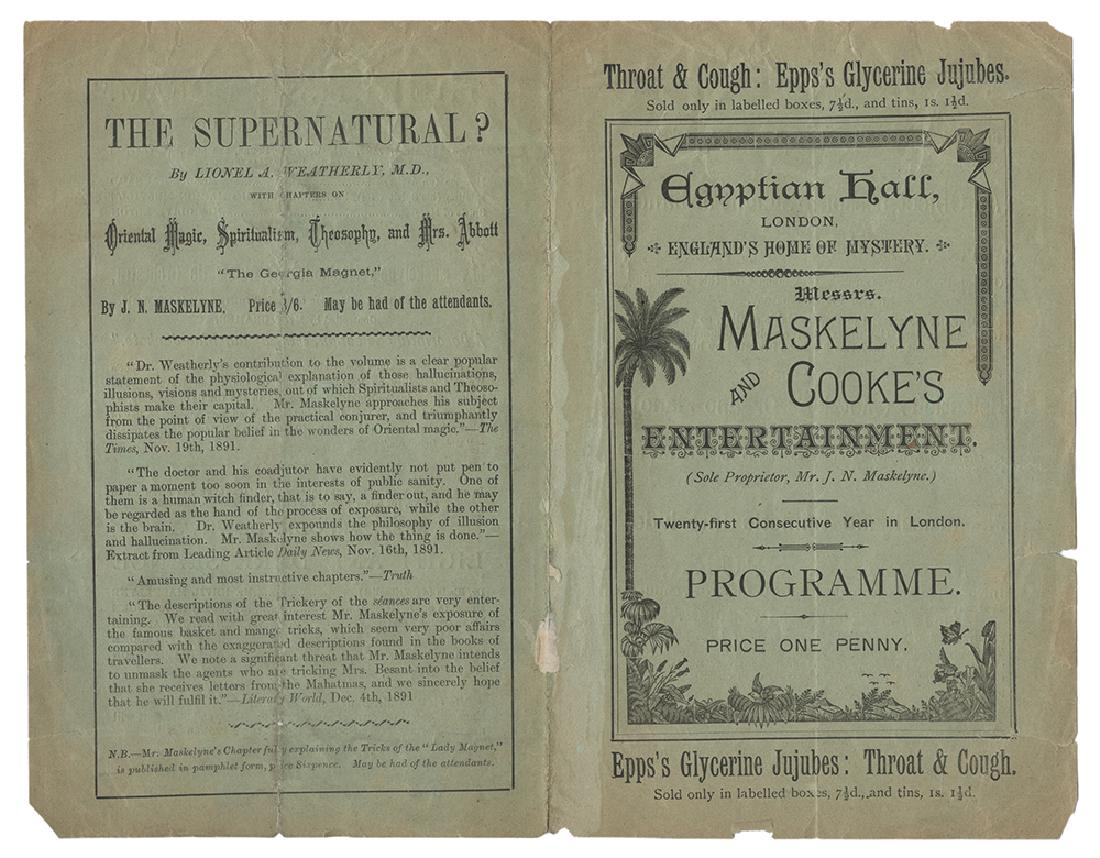 THE SUPERNATURAL?
By LIONEL A. WEATHERLY, M.D.,
WITH CHAPTERS ON
Oriental Magic, Spiritualism, Theosophy, and Mrs. Abbott
"The Georgia Magnet,"
By J. N. MASKELYNE. Price 3/6. May be had of the attendants.
"Dr. Weatherly's contribution to the volume is a clear popular
statement of the physiological explanation of those hallucinations,
illusions, visions and mysteries, out of which Spiritualists and Theoso-
phists make their capital. Mr. Maskelyne approaches his subject
from the point of view of the practical conjurer, and triumphantly
dissipates the popular belief in the wonders of Oriental magic."—The
Times, Nov. 19th, 1891.
"The doctor and his coadjutor have evidently not put pen to
paper a moment too soon in the interests of public sanity. One of
them is a human witch finder, that is to say, a finder out, and he may
be regarded as the hand of the process of exposure, while the other
is the brain. Dr. Weatherly expounds the philosophy of illusion
and hallucination. Mr. Maskelyne shows how the thing is done."—
Extract from Leading Article Daily News, Nov. 16th, 1891.
"Amusing and most instructive chapters."—Truth
"The descriptions of the Trickery of the séances are very enter-
taining. We read with great interest Mr. Maskelyne's exposure of
the famous basket and mango tricks, which seem very poor affairs
compared with the exaggerated descriptions found in the books of
travellers. We note a significant threat that Mr. Maskelyne intends
to unmask the agents who are tricking Mrs. Besant into the belief
that she receives letters from the Mahatmas, and we sincerely hope
that he will fulfil it."—Literary World, Dec. 4th, 1891
N.B.—Mr. Maskelyne's Chapter fully explaining the Tricks of the "Lady Magnet,"
is published in pamphlet form, price Sixpence. May be had of the attendants.
Throat & Cough: Epps's Glycerine Jujubes.
Sold only in labelled boxes, 7½d., and tins, 1s. 1½d.
Egyptian Hall,
LONDON,
ENGLAND'S HOME OF MYSTERY.
Messrs.
MASKELYNE
AND COOKE'S
ENTERTAINMENT.
(Sole Proprietor, Mr. J. N. Maskelyne.)
Twenty-first Consecutive Year in London.
PROGRAMME.
PRICE ONE PENNY.
Epps's Glycerine Jujubes: Throat & Cough.
Sold only in labelled boxes, 7½d., and tins, 1s. 1½d.